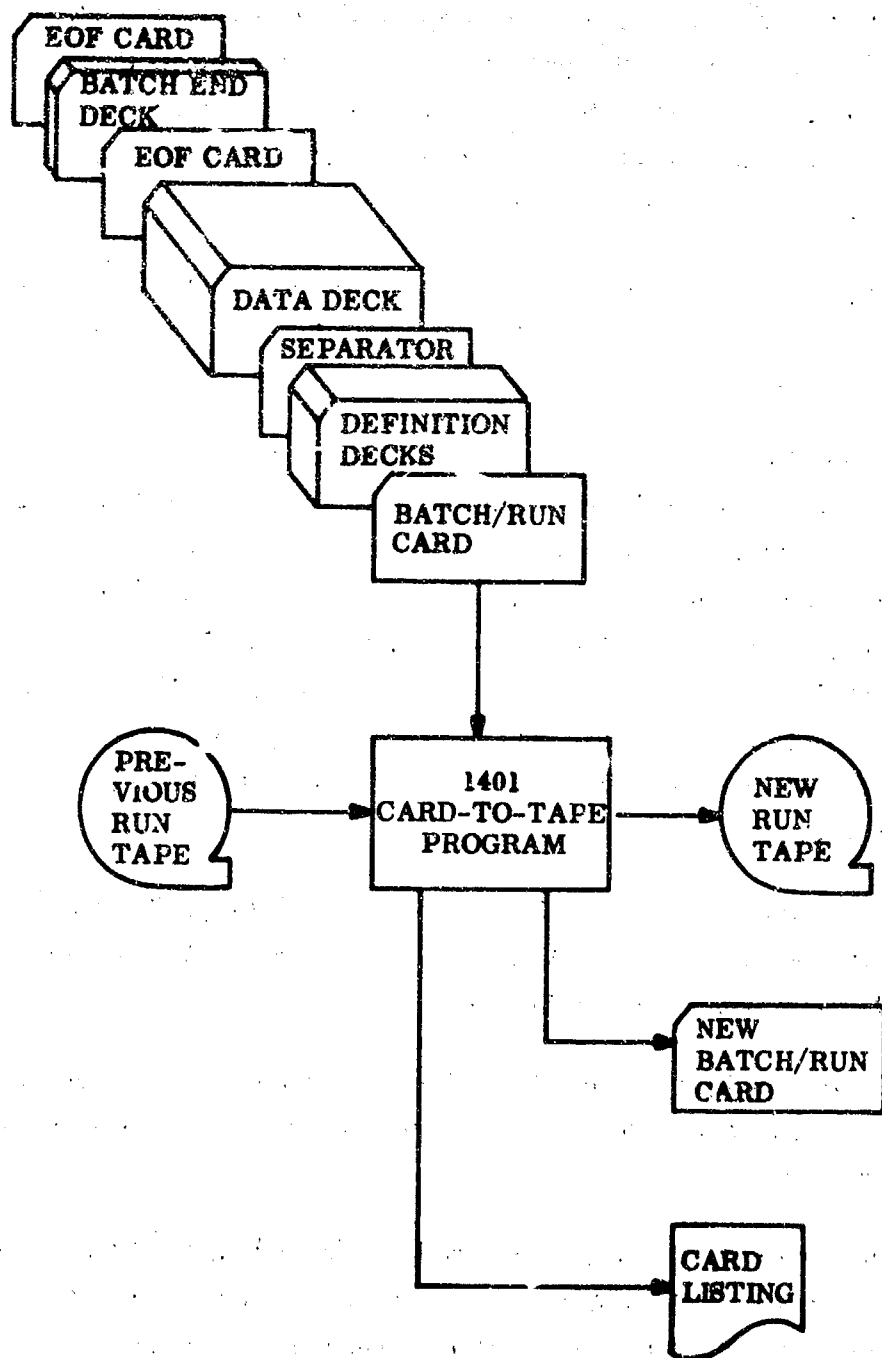 EOF CARD
BATCH END
DECK
EOF CARD
DATA DECK
SEPARATOR
DEFINITION
DECKS
BATCH/RUN
CARD
PRE-
VIOUS
RUN
TAPE
1401
CARD-TO-TAPE
PROGRAM
NEW
RUN
TAPE
NEW
BATCH/RUN
CARD
CARD
LISTING